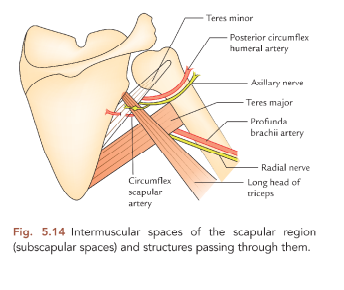 Teres minor
Posterior circumflex
humeral artery
Axillary nerve
Teres major
Profunda
brachii artery
Radial nerve
Long head of
triceps
Circumflex
scapular
artery
Fig. 5.14 Intermuscular spaces of the scapular region
(subscapular spaces) and structures passing through them.